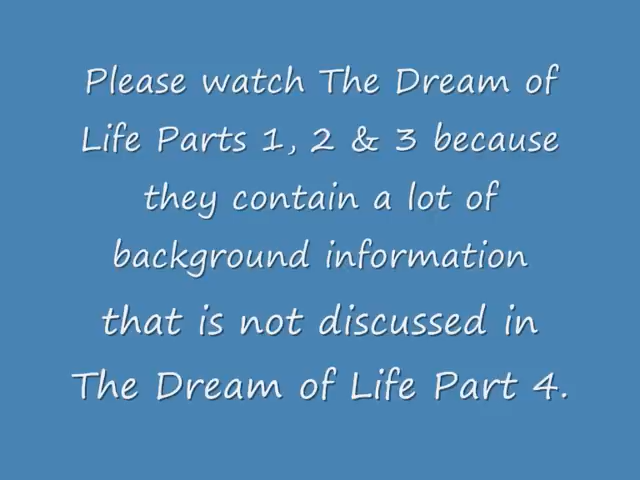 Please watch The Dream of
Life Parts 1, 2 & 3 because
they contain a lot of
background information
that is not discussed in
The Dream of Life Part 4.